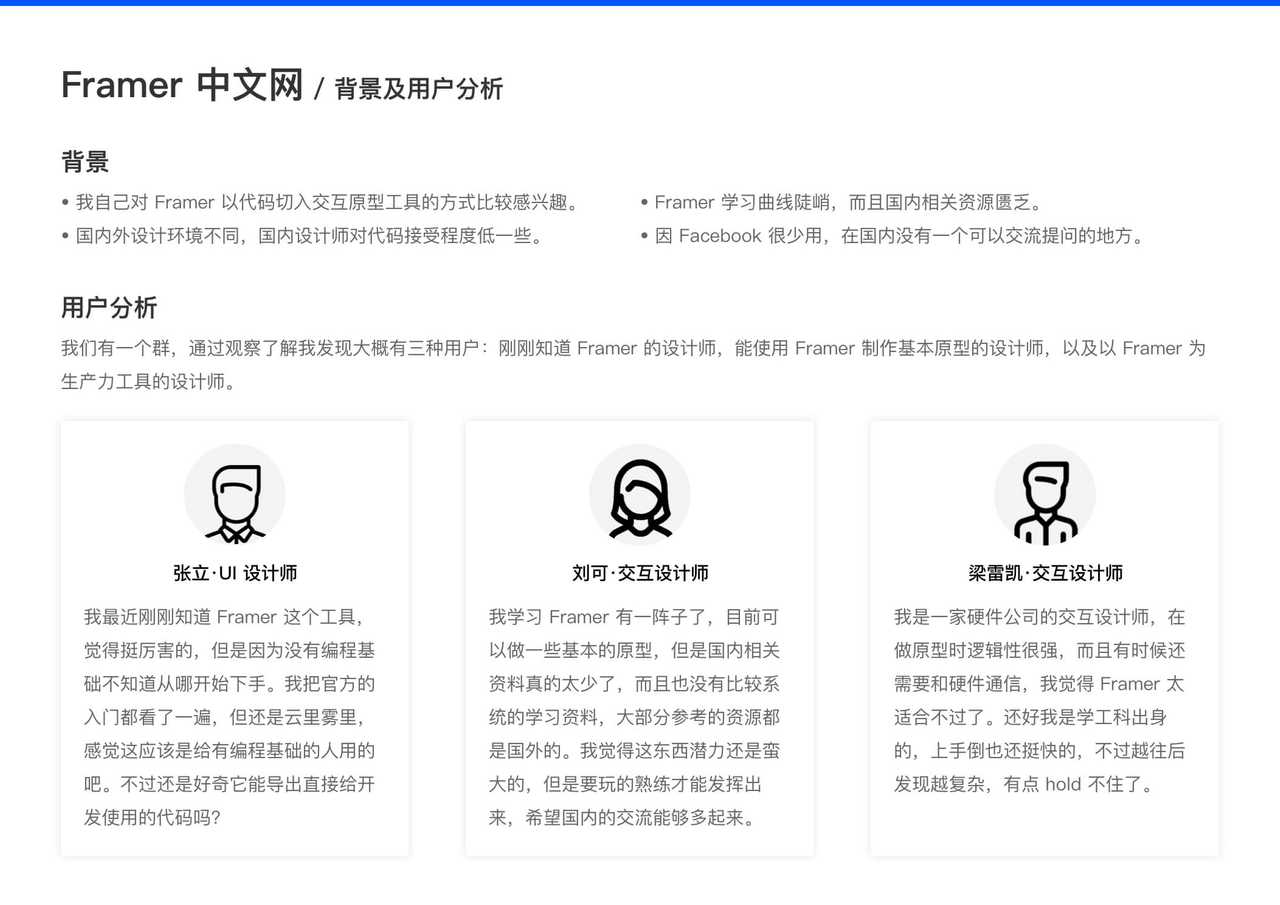 Framer 中文网 / 背景及用户分析
背景
• 我自己对 Framer 以代码切入交互原型工具的方式比较感兴趣。
• 国内外设计环境不同，国内设计师对代码接受程度低一些。
• Framer 学习曲线陡峭，而且国内相关资源匮乏。
• 因 Facebook 很少用，在国内没有一个可以交流提问的地方。
用户分析
我们有一个群，通过观察了解我发现大概有三种用户：刚刚知道 Framer 的设计师，能使用 Framer 制作基本原型的设计师，以及以 Framer 为
生产力工具的设计师。
张立·UI 设计师
我最近刚刚知道 Framer 这个工具，
觉得挺厉害的，但是因为没有编程基
础不知道从哪开始下手。我把官方的
入门都看了一遍，但还是云里雾里，
感觉这应该是给有编程基础的人用的
吧。不过还是好奇它能导出直接给开
发使用的代码吗？
刘可·交互设计师
我学习 Framer 有一阵子了，目前可
以做一些基本的原型，但是国内相关
资料真的太少了，而且也没有比较系
统的学习资料，大部分参考的资源都
是国外的。我觉得这东西潜力还是蛮
大的，但是要玩的熟练才能发挥出
来，希望国内的交流能够多起来。
梁雷凯·交互设计师
我是一家硬件公司的交互设计师，在
做原型时逻辑性很强，而且有时候还
需要和硬件通信，我觉得 Framer 太
适合不过了。还好我是学工科出身
的，上手倒也还挺快的，不过越往后
发现越复杂，有点 hold 不住了。